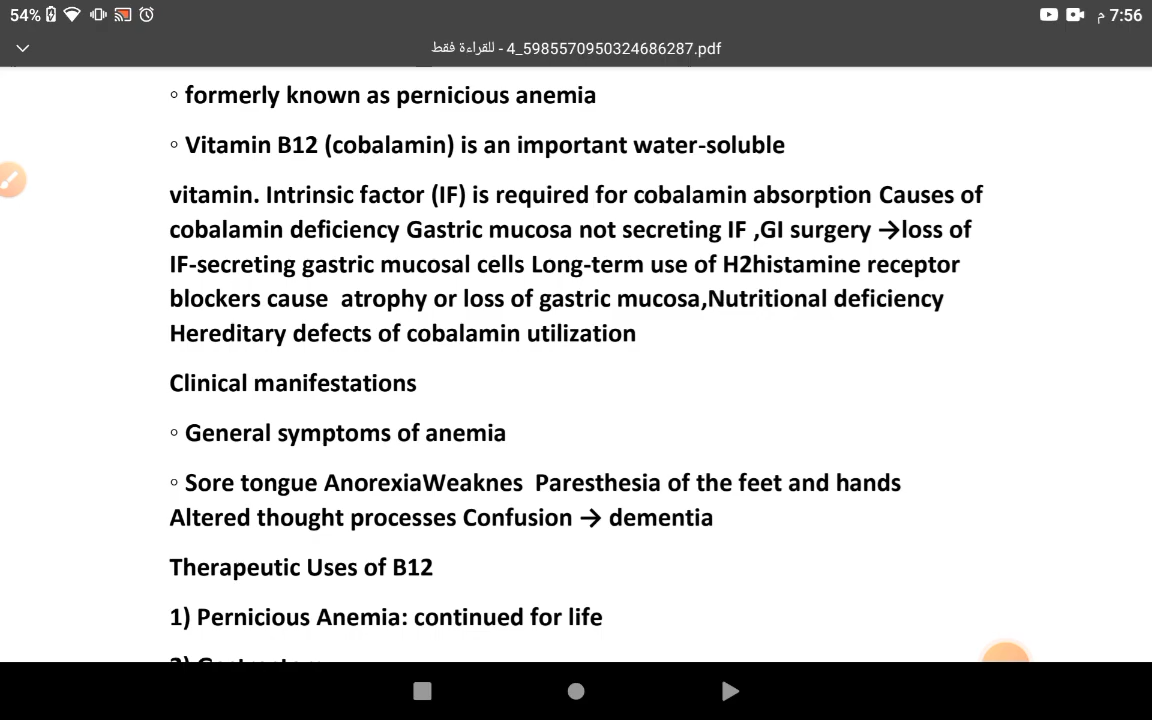 54% 7:56 م
4_5985570950324686287.pdf - للقراءة فقط
◦ formerly known as pernicious anemia
◦ Vitamin B12 (cobalamin) is an important water-soluble
vitamin. Intrinsic factor (IF) is required for cobalamin absorption Causes of
cobalamin deficiency Gastric mucosa not secreting IF ,GI surgery →loss of
IF-secreting gastric mucosal cells Long-term use of H2histamine receptor
blockers cause atrophy or loss of gastric mucosa,Nutritional deficiency
Hereditary defects of cobalamin utilization
Clinical manifestations
◦ General symptoms of anemia
◦ Sore tongue AnorexiaWeaknes Paresthesia of the feet and hands
Altered thought processes Confusion → dementia
Therapeutic Uses of B12
1) Pernicious Anemia: continued for life